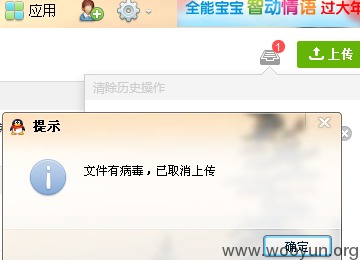 应用
全能宝宝 智动情语 过大年
1
上传
清除历史操作
提示
文件有病毒，已取消上传
确定
www.wooyun.org